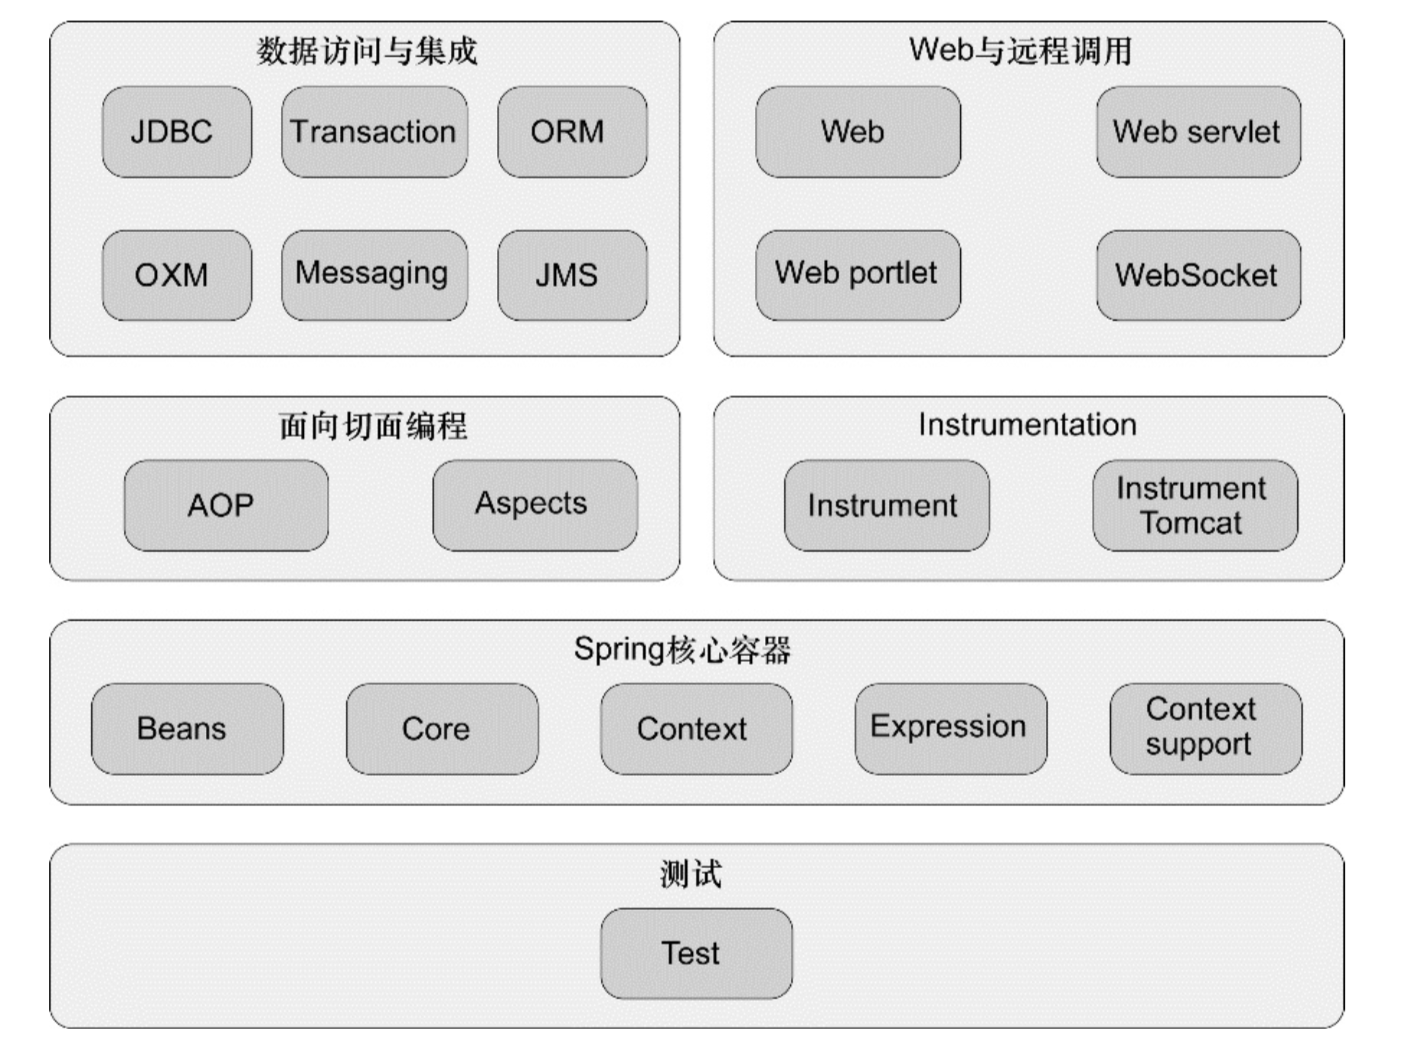 数据访问与集成
JDBC
Transaction
ORM
OXM
Messaging
JMS
Web与远程调用
Web
Web servlet
Web portlet
WebSocket
面向切面编程
AOP
Aspects
Instrumentation
Instrument
Instrument
Tomcat
Spring核心容器
Beans
Core
Context
Expression
Context
support
测试
Test